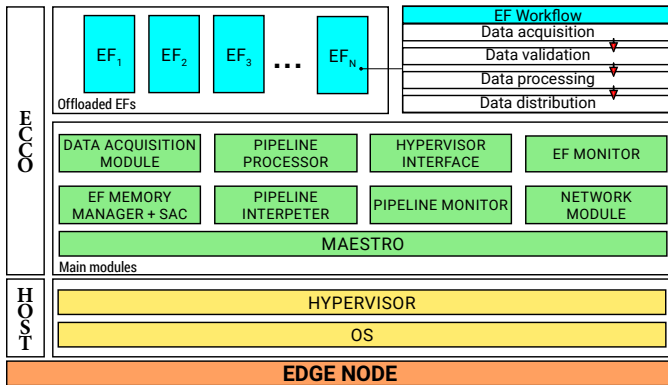 ECCO
EF1
EF2
EF3
...
EFN
Offloaded EFs
EF Workflow
Data acquisition
Data validation
Data processing
Data distribution
DATA ACQUISITION
MODULE
PIPELINE
PROCESSOR
HYPERVISOR
INTERFACE
EF MONITOR
EF MEMORY
MANAGER + SAC
PIPELINE
INTERPETER
PIPELINE MONITOR
NETWORK
MODULE
MAESTRO
Main modules
HOST
HYPERVISOR
OS
EDGE NODE